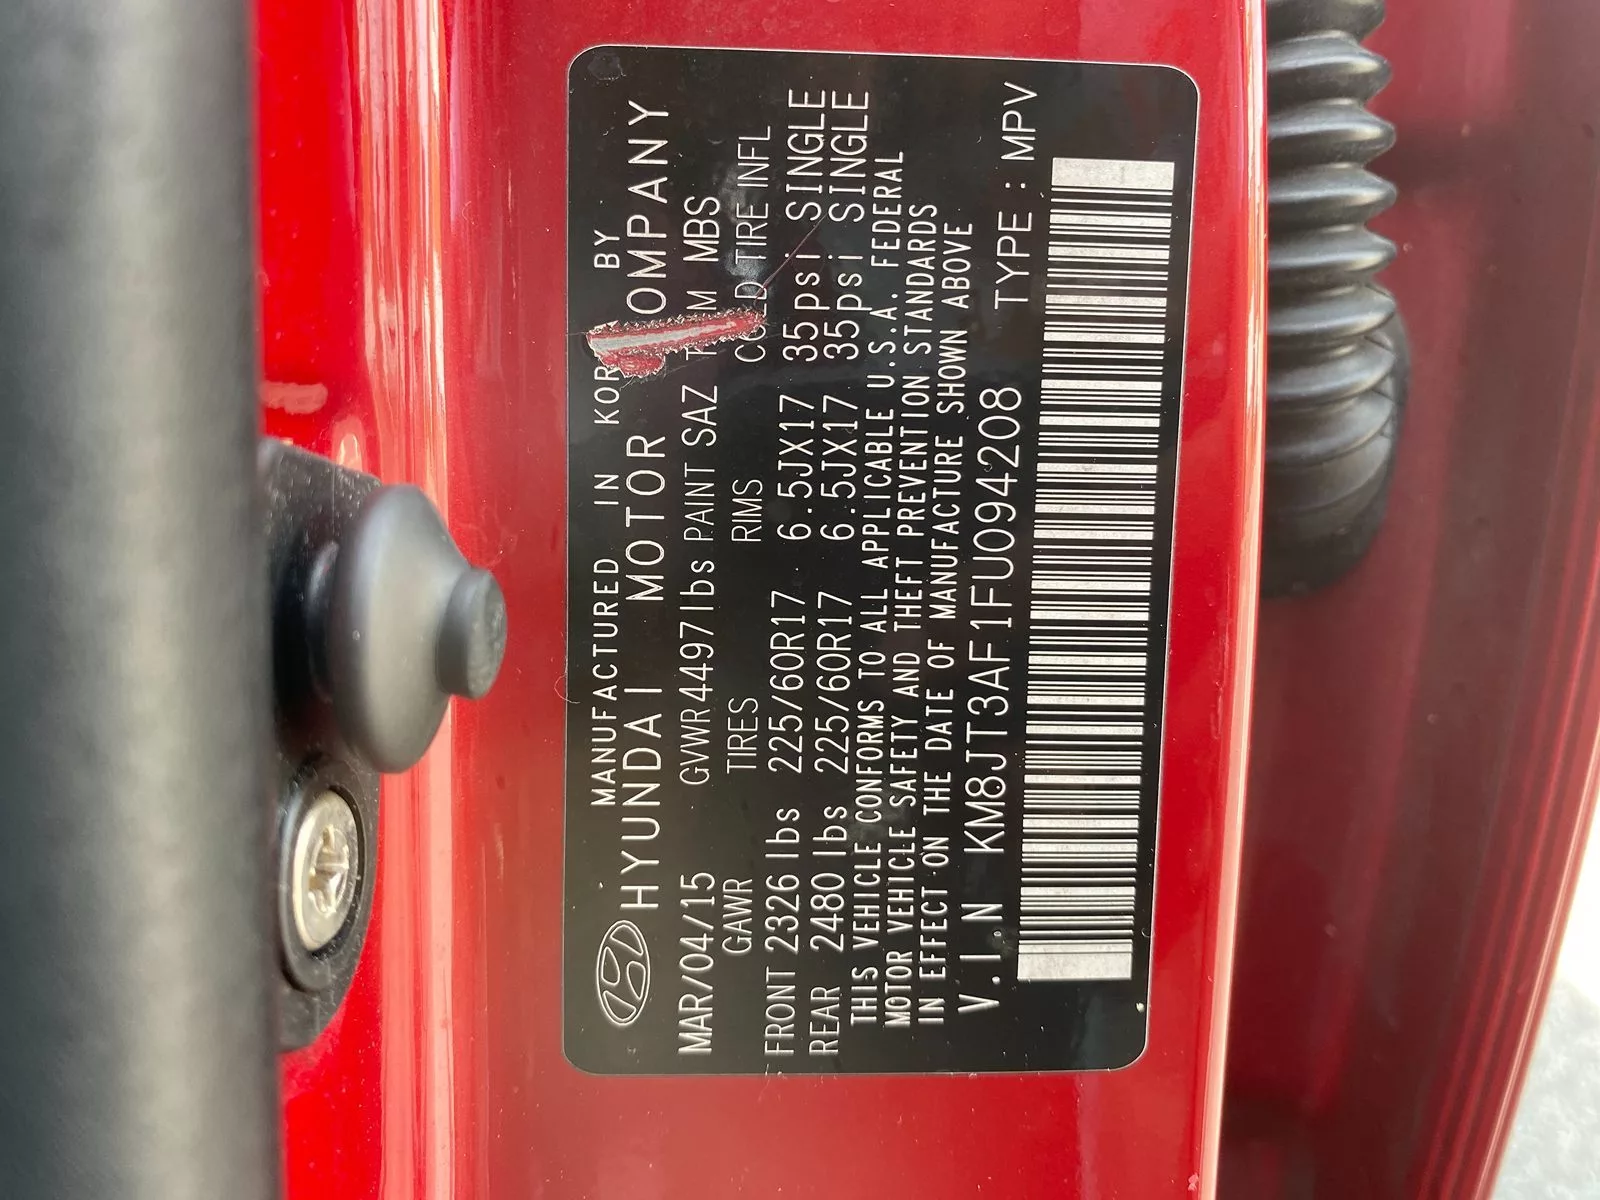 MANUFACTURED IN KOR BY
HYUNDAI MOTOR COMPANY
MAR/04/15 GVWR 4497 lbs PAINT SAZ TRIM MBS
GAWR TIRES RIMS COLD TIRE INFL
FRONT 2326 lbs 225/60R17 6.5JX17 35psi SINGLE
REAR 2480 lbs 225/60R17 6.5JX17 35psi SINGLE
THIS VEHICLE CONFORMS TO ALL APPLICABLE U.S.A. FEDERAL
MOTOR VEHICLE SAFETY AND THEFT PREVENTION STANDARDS
IN EFFECT ON THE DATE OF MANUFACTURE SHOWN ABOVE
V.I.N KM8JT3AF1FU094208 TYPE : MPV